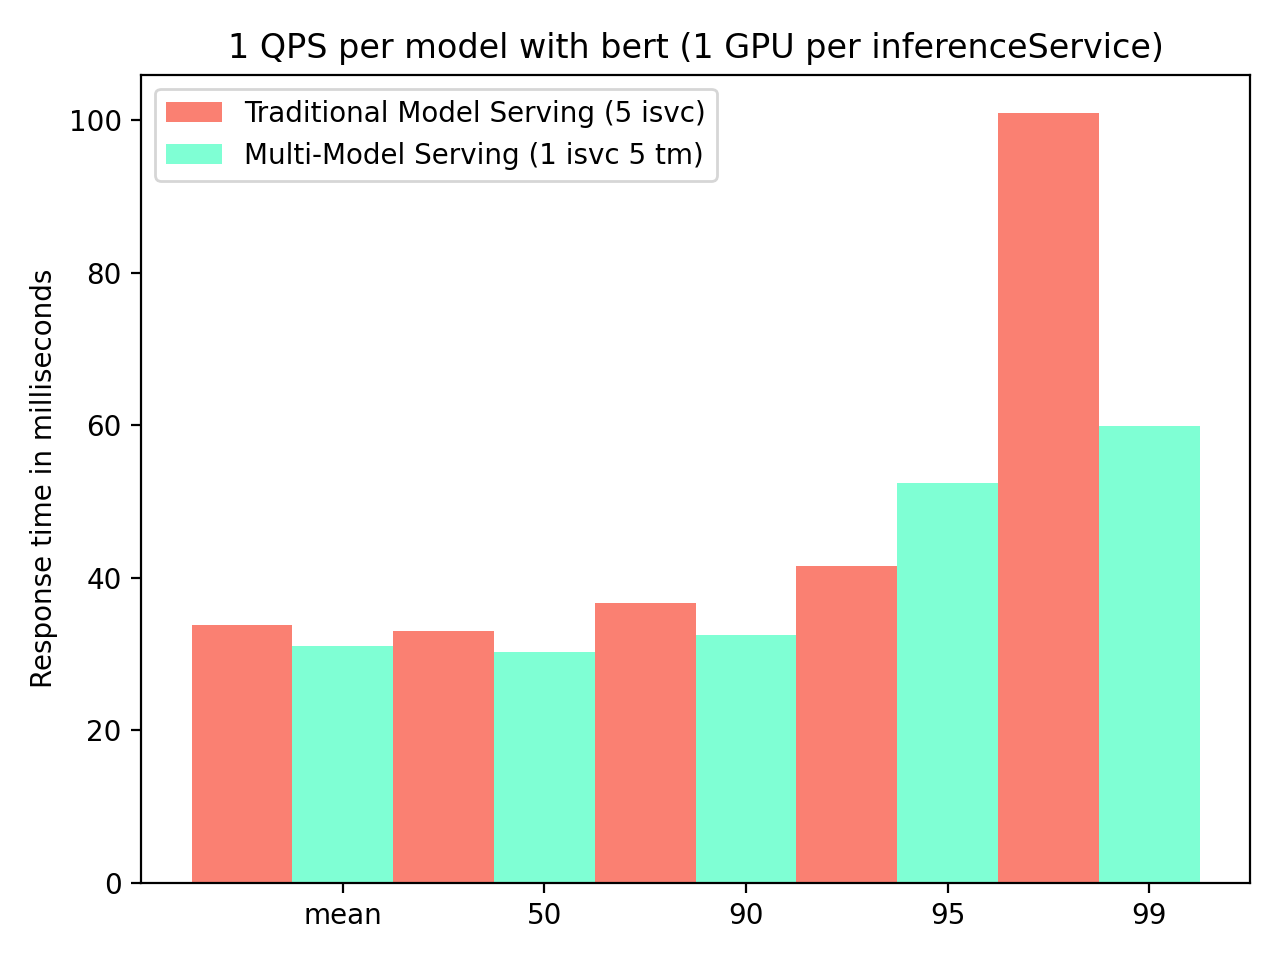 1 QPS per model with bert (1 GPU per inferenceService)
Traditional Model Serving (5 isvc)
Multi-Model Serving (1 isvc 5 tm)
Response time in milliseconds
100
80
60
40
20
0
mean 50 90 95 99